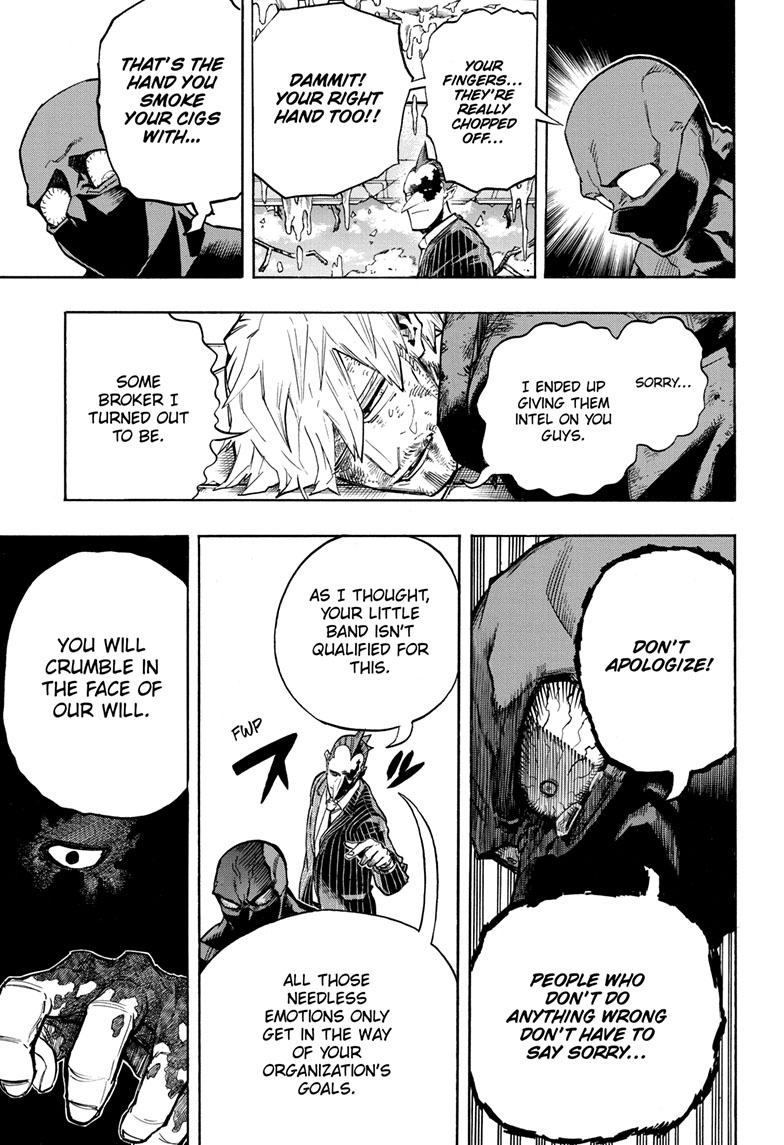 YOUR
FINGERS...
THEY'RE
REALLY
CHOPPED
OFF...
DAMMIT!
YOUR RIGHT
HAND TOO!!
THAT'S THE
HAND YOU
SMOKE
YOUR CIGS
WITH...
SORRY...
I ENDED UP
GIVING THEM
INTEL ON YOU
GUYS.
SOME
BROKER I
TURNED OUT
TO BE.
DON'T
APOLOGIZE!
PEOPLE WHO
DON'T DO
ANYTHING WRONG
DON'T HAVE TO
SAY SORRY...
AS I THOUGHT,
YOUR LITTLE
BAND ISN'T
QUALIFIED FOR
THIS.
FWP
バッ
ALL THOSE
NEEDLESS
EMOTIONS ONLY
GET IN THE WAY
OF YOUR
ORGANIZATION'S
GOALS.
YOU WILL
CRUMBLE IN
THE FACE OF
OUR WILL.